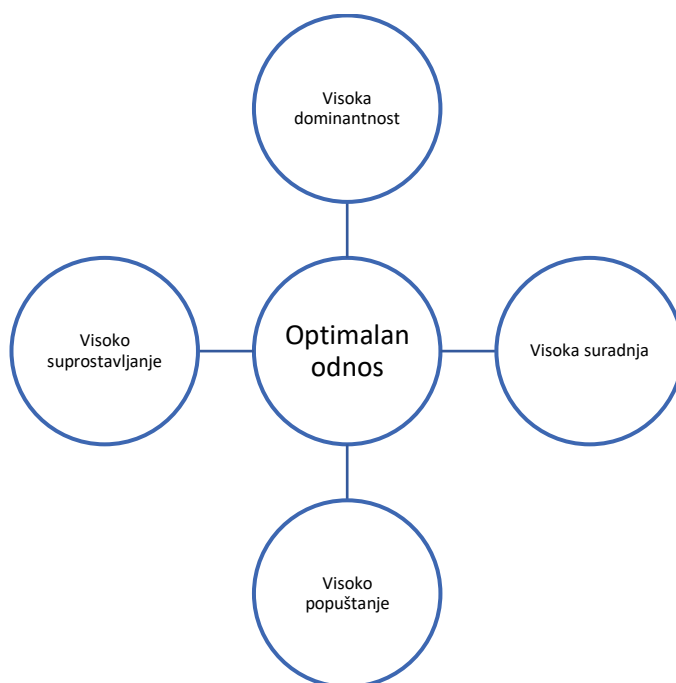 Visoka
dominantnost
Visoko
suprostavljanje
Optimalan
odnos
Visoka suradnja
Visoko
popuštanje